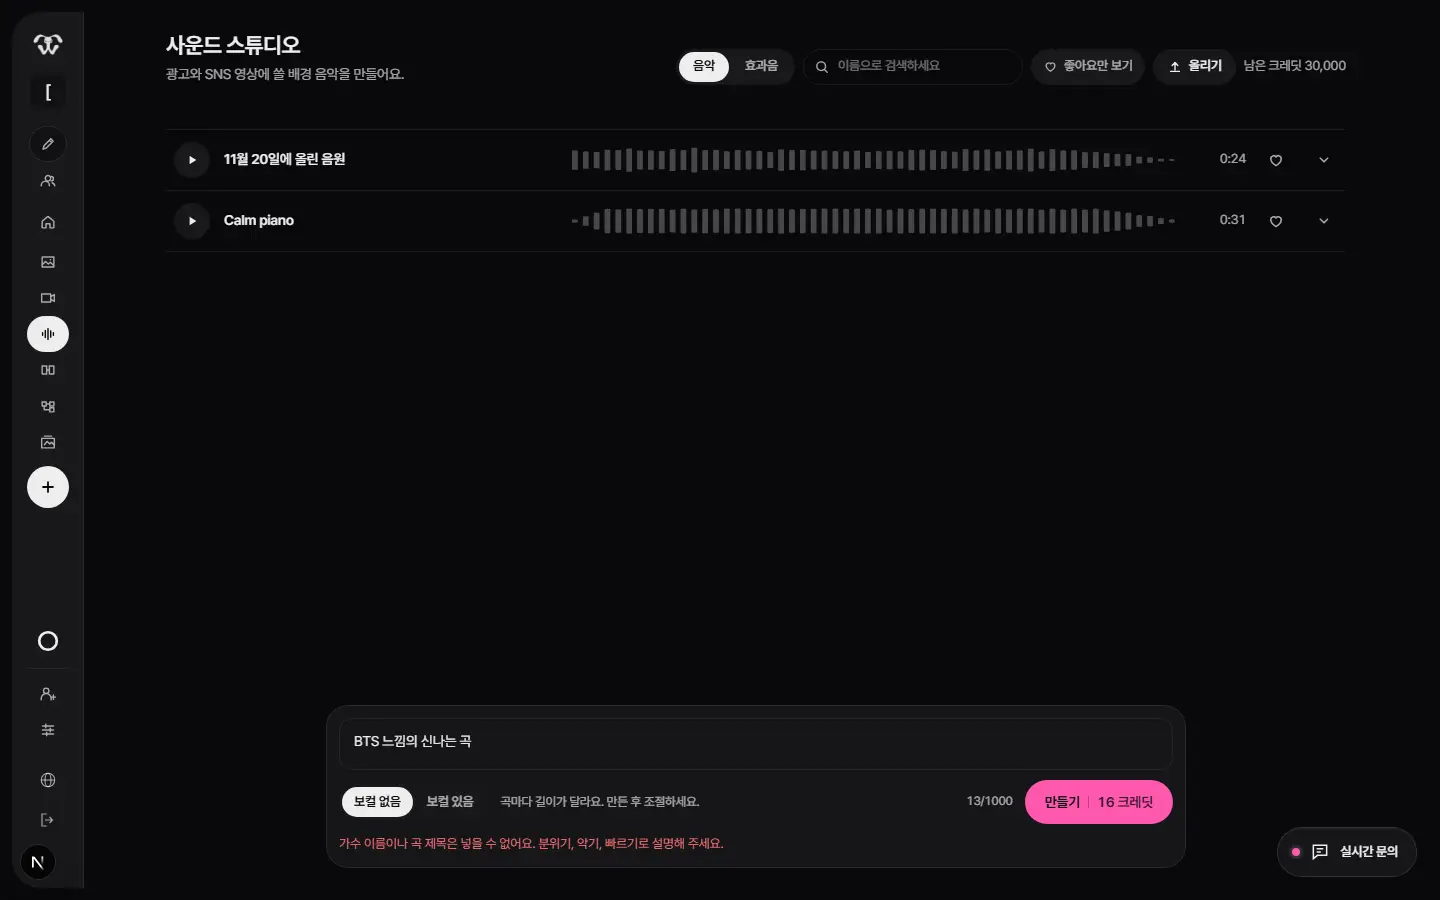 사운드 스튜디오
광고와 SNS 영상에 쓸 배경 음악을 만들어요.
음악
효과음
이름으로 검색하세요
좋아요만 보기
올리기
남은 크레딧 30,000
[
11월 20일에 올린 음원
0:24
Calm piano
0:31
BTS 느낌의 신나는 곡
보컬 없음
보컬 있음
곡마다 길이가 달라요. 만든 후 조절하세요.
13/1000
만들기
16 크레딧
가수 이름이나 곡 제목은 넣을 수 없어요. 분위기, 악기, 빠르기로 설명해 주세요.
N
실시간 문의